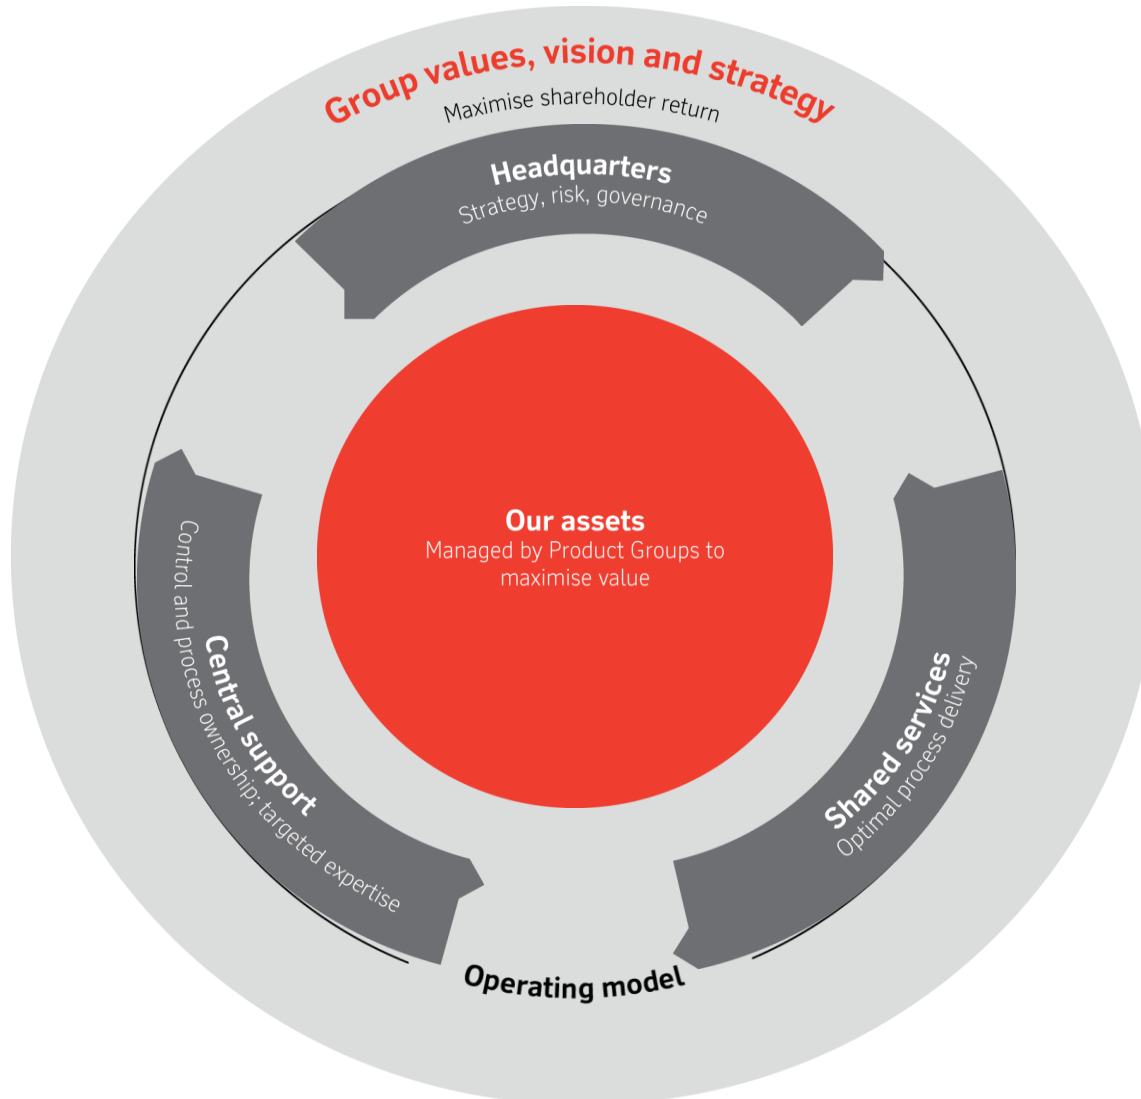 Group values, vision and strategy
Maximise shareholder return
Headquarters
Strategy, risk, governance
Our assets
Managed by Product Groups to
maximise value
Shared services
Optimal process delivery
Central support
Control and process ownership; targeted expertise
Operating model